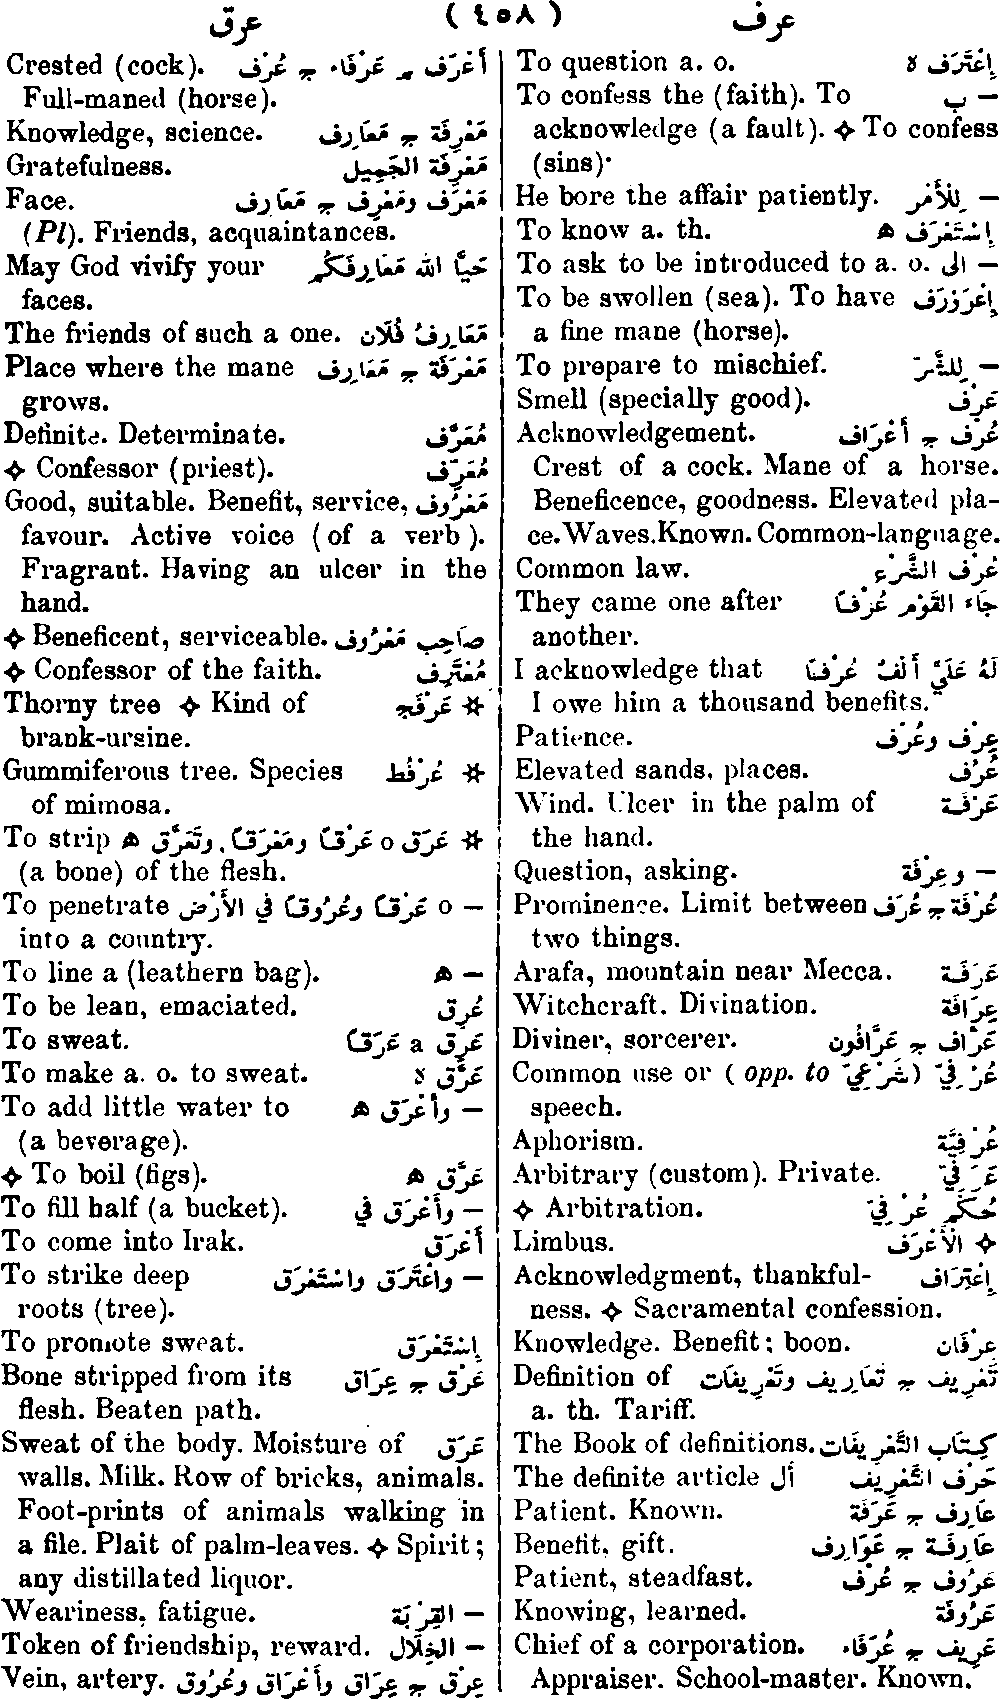 عرق ( ٤٥٨ ) عرف
To question a. o. إِعْتَرَف ه
To confess the (faith). To — ب
acknowledge (a fault). ✧ To confess
(sins)·
He bore the affair patiently. — لِلْأَمْر
To know a. th. إِسْتَعْرَف ه
To ask to be introduced to a. o. — الى
To be swollen (sea). To have إِعْرَوْرَف
a fine mane (horse).
To prepare to mischief. — لِلشَّرّ
Smell (specially good). عَرْف
Acknowledgement. عُرْف ج أَعْرَاف
Crest of a cock. Mane of a horse.
Beneficence, goodness. Elevated pla-
ce. Waves. Known. Common-language.
Common law. عُرْف الشَّرْع
They came one after جَاء القَوْم عُرْفًا
another.
I acknowledge that لَهُ عَلَيَّ أَلْفٌ عُرْفًا
I owe him a thousand benefits.
Patience. عِرْف وعُرْف
Elevated sands, places. عُرُف
Wind. Ulcer in the palm of عَرْفَة
the hand.
Question, asking. — وعِرْفَة
Prominence. Limit between عُرْفَة ج عُرَف
two things.
Arafa, mountain near Mecca. عَرَفَة
Witchcraft. Divination. عِرَافَة
Diviner, sorcerer. عَرَّاف ج عَرَّافُون
Common use or ( opp. to شَرْعِيّ) عُرْفِيّ
speech.
Aphorism. عُرْفِيَّة
Arbitrary (custom). Private. عَرَفِيّ
✧ Arbitration. حُكْم عُرْفِيّ
Limbus. ✧ الأَعْرَف
Acknowledgment, thankful- إِعْتِرَاف
ness. ✧ Sacramental confession.
Knowledge. Benefit; boon. عِرْفَان
Definition of تَعْرِيف ج تَعَارِيف وتَعْرِيفَات
a. th. Tariff.
The Book of definitions. كِتَاب التَّعْرِيفَات
The definite article أَل حَرْف التَّعْرِيف
Patient. Known. عَارِف ج عَرَفَة
Benefit, gift. عَارِفَة ج عَوَارِف
Patient, steadfast. عَرُوف ج عُرْف
Knowing, learned. عَرُوفَة
Chief of a corporation. عَرِيف ج عُرَفَاء
Appraiser. School-master. Known.
Crested (cock). أَعْرَف م عَرْفَاء ج عُرْف
Full-maned (horse).
Knowledge, science. مَعْرِفَة ج مَعَارِف
Gratefulness. مَعْرِفَة الجَمِيل
Face. مَعْرَف ومَعْرِف ج مَعَارِف
(Pl). Friends, acquaintances.
May God vivify your حَيَّا الله مَعَارِفَكُم
faces.
The friends of such a one. مَعَارِفُ فُلَان
Place where the mane مَعْرَفَة ج مَعَارِف
grows.
Definite. Determinate. مُعَرَّف
✧ Confessor (priest). مُعَرِّف
Good, suitable. Benefit, service, مَعْرُوف
favour. Active voice (of a verb).
Fragrant. Having an ulcer in the
hand.
✧ Beneficent, serviceable. صَاحِب مَعْرُوف
✧ Confessor of the faith. مُعْتَرِف
Thorny tree ✧ Kind of ✲ عَرْفَج
brank-ursine.
Gummiferous tree. Species ✲ عُرْفُط
of mimosa.
To strip ✲ عَرَق o عَرْقًا ومَعْرَقًا, وتَعَرَّق ه
(a bone) of the flesh.
To penetrate — o عَرْقًا وعُرُوقًا في الأَرْض
into a country.
To line a (leathern bag). — ه
To be lean, emaciated. عُرِق
To sweat. عَرِق a عَرَقًا
To make a. o. to sweat. عَرَّق ه
To add little water to — وأَعْرَق ه
(a beverage).
✧ To boil (figs). عَرَّق ه
To fill half (a bucket). — وأَعْرَق في
To come into Irak. أَعْرَق
To strike deep — واعْتَرَق واسْتَعْرَق
roots (tree).
To promote sweat. إِسْتَعْرَق
Bone stripped from its عَرْق ج عِرَاق
flesh. Beaten path.
Sweat of the body. Moisture of عَرَق
walls. Milk. Row of bricks, animals.
Foot-prints of animals walking in
a file. Plait of palm-leaves. ✧ Spirit;
any distillated liquor.
Weariness, fatigue. — القِرْبَة
Token of friendship, reward. — الخِلَال
Vein, artery. عِرْق ج عِرَاق وأَعْرَاق وعُرُوق